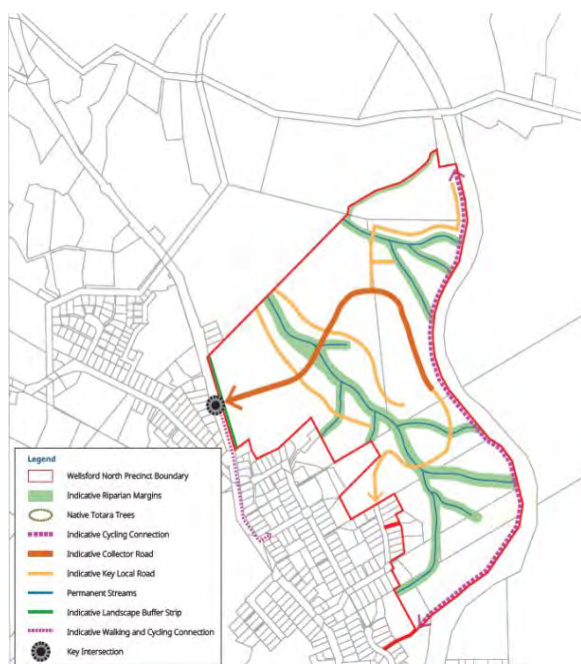 Legend
Wellsford North Precinct Boundary
Indicative Riparian Margins
Native Totara Trees
Indicative Cycling Connection
Indicative Collector Road
Indicative Key Local Road
Permanent Streams
Indicative Landscape Buffer Strip
Indicative Walking and Cycling Connection
Key Intersection